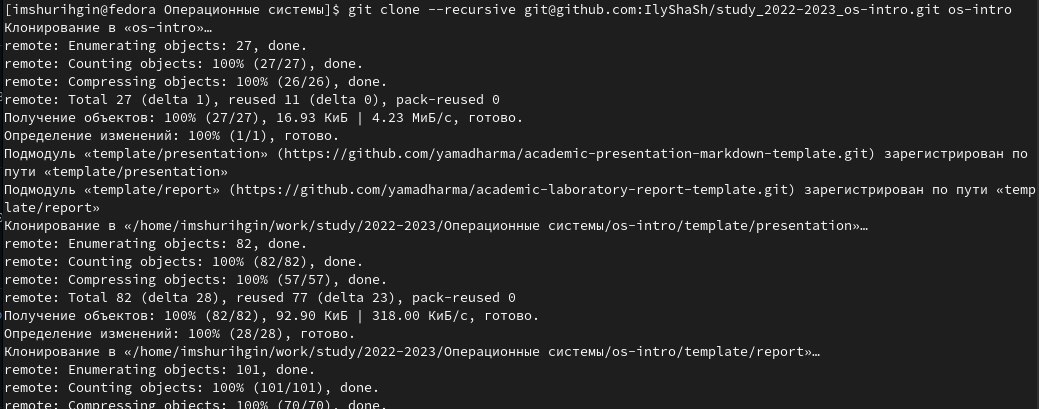 [imshurihgin@fedora Операционные системы]$ git clone --recursive git@github.com:IlyShaSh/study_2022-2023_os-intro.git os-intro
Клонирование в «os-intro»…
remote: Enumerating objects: 27, done.
remote: Counting objects: 100% (27/27), done.
remote: Compressing objects: 100% (26/26), done.
remote: Total 27 (delta 1), reused 11 (delta 0), pack-reused 0
Получение объектов: 100% (27/27), 16.93 КиБ | 4.23 МиБ/с, готово.
Определение изменений: 100% (1/1), готово.
Подмодуль «template/presentation» (https://github.com/yamadharma/academic-presentation-markdown-template.git) зарегистрирован по
пути «template/presentation»
Подмодуль «template/report» (https://github.com/yamadharma/academic-laboratory-report-template.git) зарегистрирован по пути «temp
late/report»
Клонирование в «/home/imshurihgin/work/study/2022-2023/Операционные системы/os-intro/template/presentation»…
remote: Enumerating objects: 82, done.
remote: Counting objects: 100% (82/82), done.
remote: Compressing objects: 100% (57/57), done.
remote: Total 82 (delta 28), reused 77 (delta 23), pack-reused 0
Получение объектов: 100% (82/82), 92.90 КиБ | 318.00 КиБ/с, готово.
Определение изменений: 100% (28/28), готово.
Клонирование в «/home/imshurihgin/work/study/2022-2023/Операционные системы/os-intro/template/report»…
remote: Enumerating objects: 101, done.
remote: Counting objects: 100% (101/101), done.
remote: Compressing objects: 100% (70/70), done.